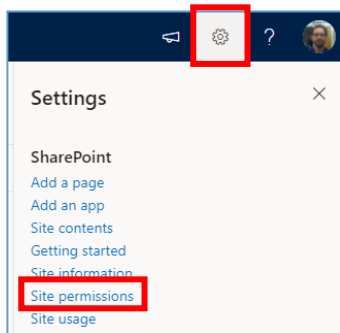 ?
Settings
SharePoint
Add a page
Add an app
Site contents
Getting started
Site information
Site permissions
Site usage